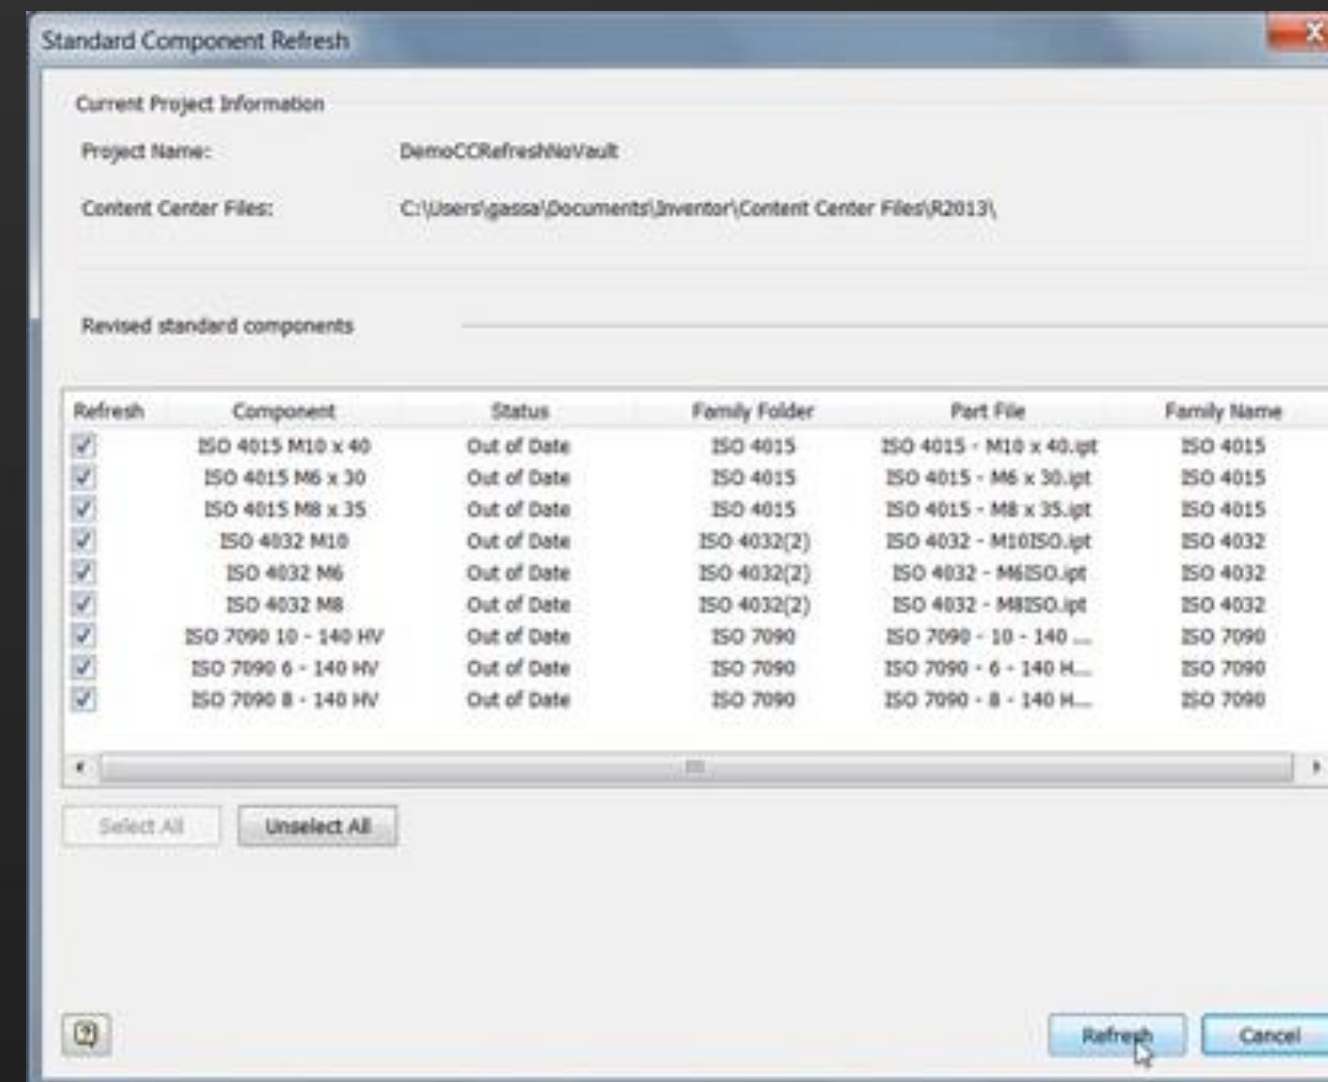 Standard Component Refresh
Current Project Information
Project Name: DemoCCRefreshNoVault
Content Center Files: C:\Users\gassa\Documents\Inventor\Content Center Files\R2013\
Revised standard components
Refresh Component Status Family Folder Part File Family Name
ISO 4015 M10 x 40 Out of Date ISO 4015 ISO 4015 - M10 x 40.ipt ISO 4015
ISO 4015 M6 x 30 Out of Date ISO 4015 ISO 4015 - M6 x 30.ipt ISO 4015
ISO 4015 M8 x 35 Out of Date ISO 4015 ISO 4015 - M8 x 35.ipt ISO 4015
ISO 4032 M10 Out of Date ISO 4032(2) ISO 4032 - M10ISO.ipt ISO 4032
ISO 4032 M6 Out of Date ISO 4032(2) ISO 4032 - M6ISO.ipt ISO 4032
ISO 4032 M8 Out of Date ISO 4032(2) ISO 4032 - M8ISO.ipt ISO 4032
ISO 7090 10 - 140 HV Out of Date ISO 7090 ISO 7090 - 10 - 140 ... ISO 7090
ISO 7090 6 - 140 HV Out of Date ISO 7090 ISO 7090 - 6 - 140 H... ISO 7090
ISO 7090 8 - 140 HV Out of Date ISO 7090 ISO 7090 - 8 - 140 H... ISO 7090
Select All Unselect All
Refresh Cancel